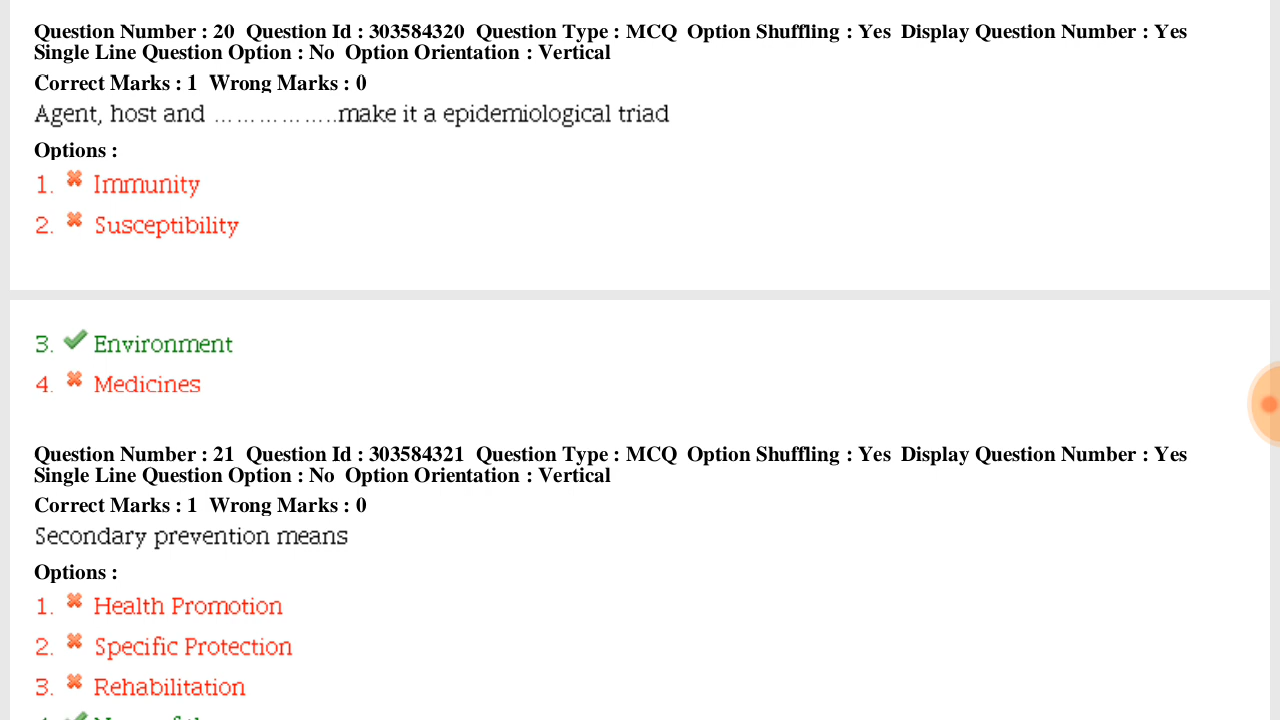 Question Number : 20 Question Id : 303584320 Question Type : MCQ Option Shuffling : Yes Display Question Number : Yes
Single Line Question Option : No Option Orientation : Vertical
Correct Marks : 1 Wrong Marks : 0
Agent, host and ……………..make it a epidemiological triad
Options :
1. ✖ Immunity
2. ✖ Susceptibility
3. ✔ Environment
4. ✖ Medicines
Question Number : 21 Question Id : 303584321 Question Type : MCQ Option Shuffling : Yes Display Question Number : Yes
Single Line Question Option : No Option Orientation : Vertical
Correct Marks : 1 Wrong Marks : 0
Secondary prevention means
Options :
1. ✖ Health Promotion
2. ✖ Specific Protection
3. ✖ Rehabilitation